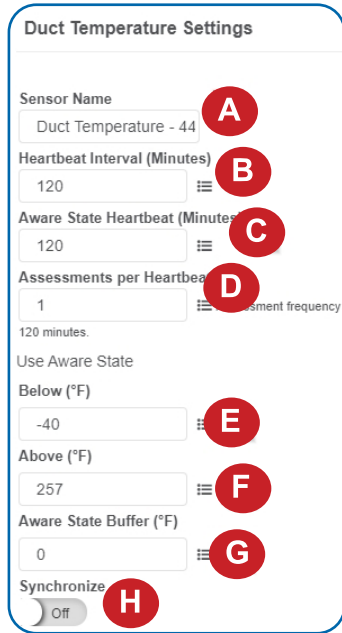 Duct Temperature Settings
Sensor Name
A
Duct Temperature - 44
Heartbeat Interval (Minutes)
B
120
Aware State Heartbeat (Minutes
C
120
Assessments per Heartbea
D
1
sment frequency
120 minutes.
Use Aware State
Below (°F)
-40
E
Above (°F)
257
F
Aware State Buffer (°F)
0
G
Synchronize
Off
H